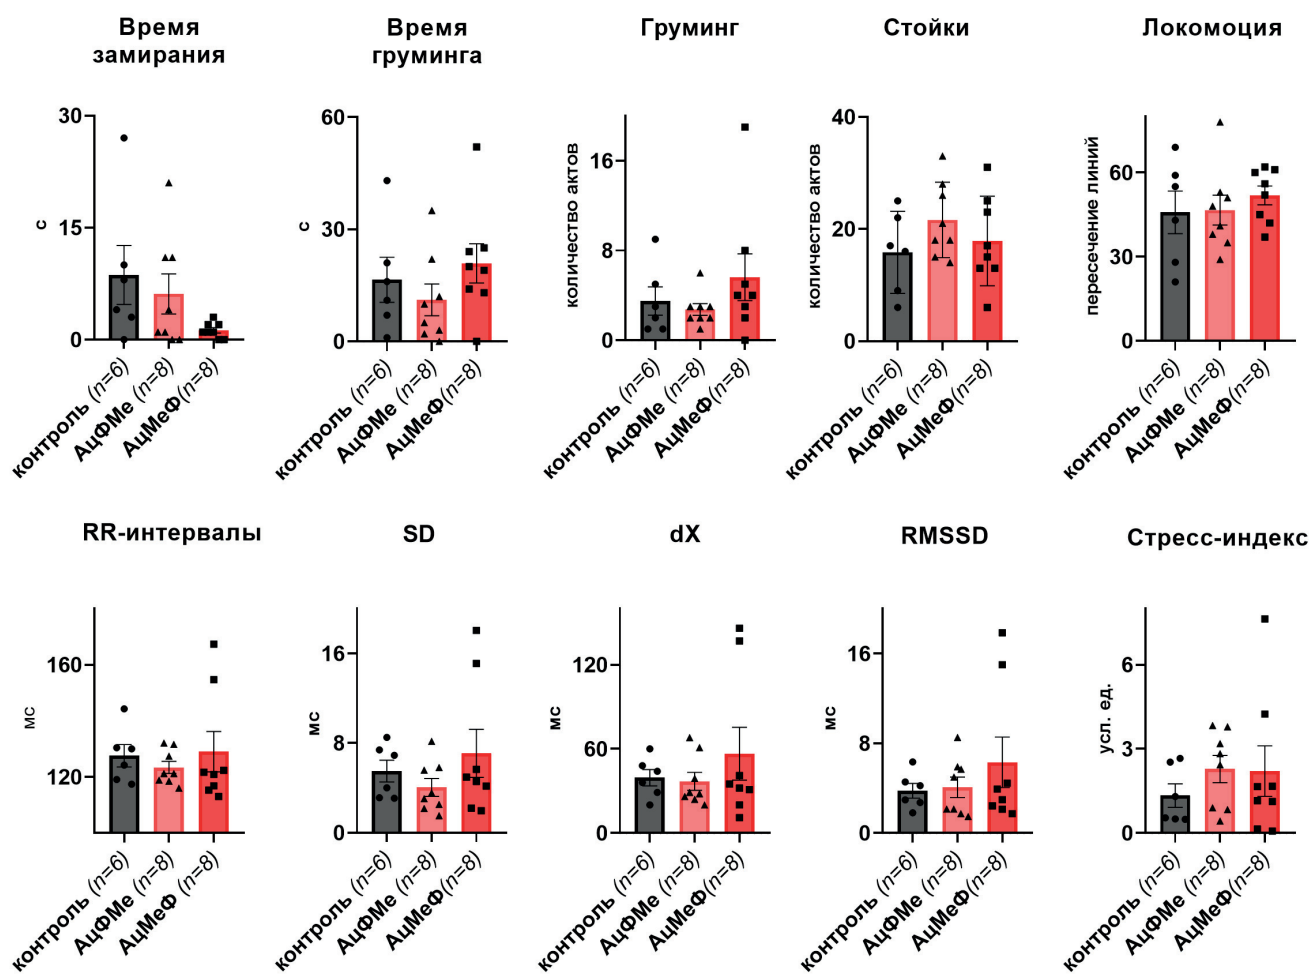 Время
замирания
с
30
15
0
контроль (n=6)
АцФМе (n=8)
АцМеФ(n=8)
Время
груминга
с
60
30
0
контроль (n=6)
АцФМе (n=8)
АцМеФ (n=8)
Груминг
количество актов
16
8
0
контроль (n=6)
АцФМе (n=8)
АцМеФ(n=8)
Стойки
количество актов
40
20
0
контроль (n=6)
АцФМе (n=8)
АцМеФ (n=8)
Локомоция
пересечение линий
60
30
0
контроль (n=6)
АцФМе (n=8)
АцМеФ(n=8)
RR-интервалы
мс
160
120
контроль (n=6)
АцФМе (n=8)
АцМеФ (n=8)
SD
мс
16
8
0
контроль (n=6)
АцФМе (n=8)
АцМеФ(n=8)
dX
мс
120
60
0
контроль (n=6)
АцФМе (n=8)
АцМеФ(n=8)
RMSSD
мс
16
8
0
контроль (n=6)
АцФМе (n=8)
АцМеФ(n=8)
Стресс-индекс
усл. ед.
6
3
0
контроль (n=6)
АцФМе (n=8)
АцМеФ(n=8)